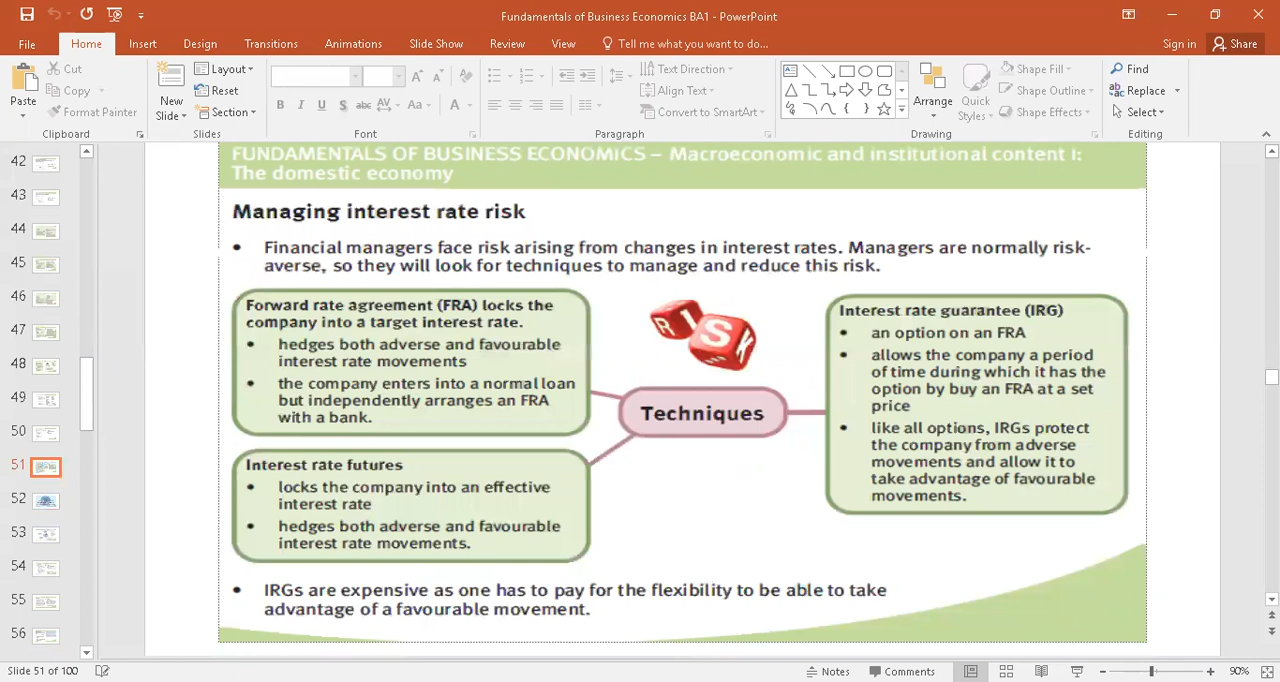 Fundamentals of Business Economics BA1 - PowerPoint
File Home Insert Design Transitions Animations Slide Show Review View Tell me what you want to do... Sign in Share
Paste
Cut
Copy
Format Painter
Clipboard
New
Slide
Layout
Reset
Section
Slides
B I U S abc AV Aa A
Font
Text Direction
Align Text
Convert to SmartArt
Paragraph
Arrange
Quick
Styles
Shape Fill
Shape Outline
Shape Effects
Drawing
Find
Replace
Select
Editing
42
43
44
45
46
47
48
49
50
51
52
53
54
55
56
FUNDAMENTALS OF BUSINESS ECONOMICS – Macroeconomic and institutional content I:
The domestic economy
Managing interest rate risk
• Financial managers face risk arising from changes in interest rates. Managers are normally risk-
averse, so they will look for techniques to manage and reduce this risk.
Forward rate agreement (FRA) locks the
company into a target interest rate.
• hedges both adverse and favourable
interest rate movements
• the company enters into a normal loan
but independently arranges an FRA
with a bank.
RISK
Techniques
Interest rate guarantee (IRG)
• an option on an FRA
• allows the company a period
of time during which it has the
option by buy an FRA at a set
price
• like all options, IRGs protect
the company from adverse
movements and allow it to
take advantage of favourable
movements.
Interest rate futures
• locks the company into an effective
interest rate
• hedges both adverse and favourable
interest rate movements.
• IRGs are expensive as one has to pay for the flexibility to be able to take
advantage of a favourable movement.
Slide 51 of 100
Notes Comments 90%